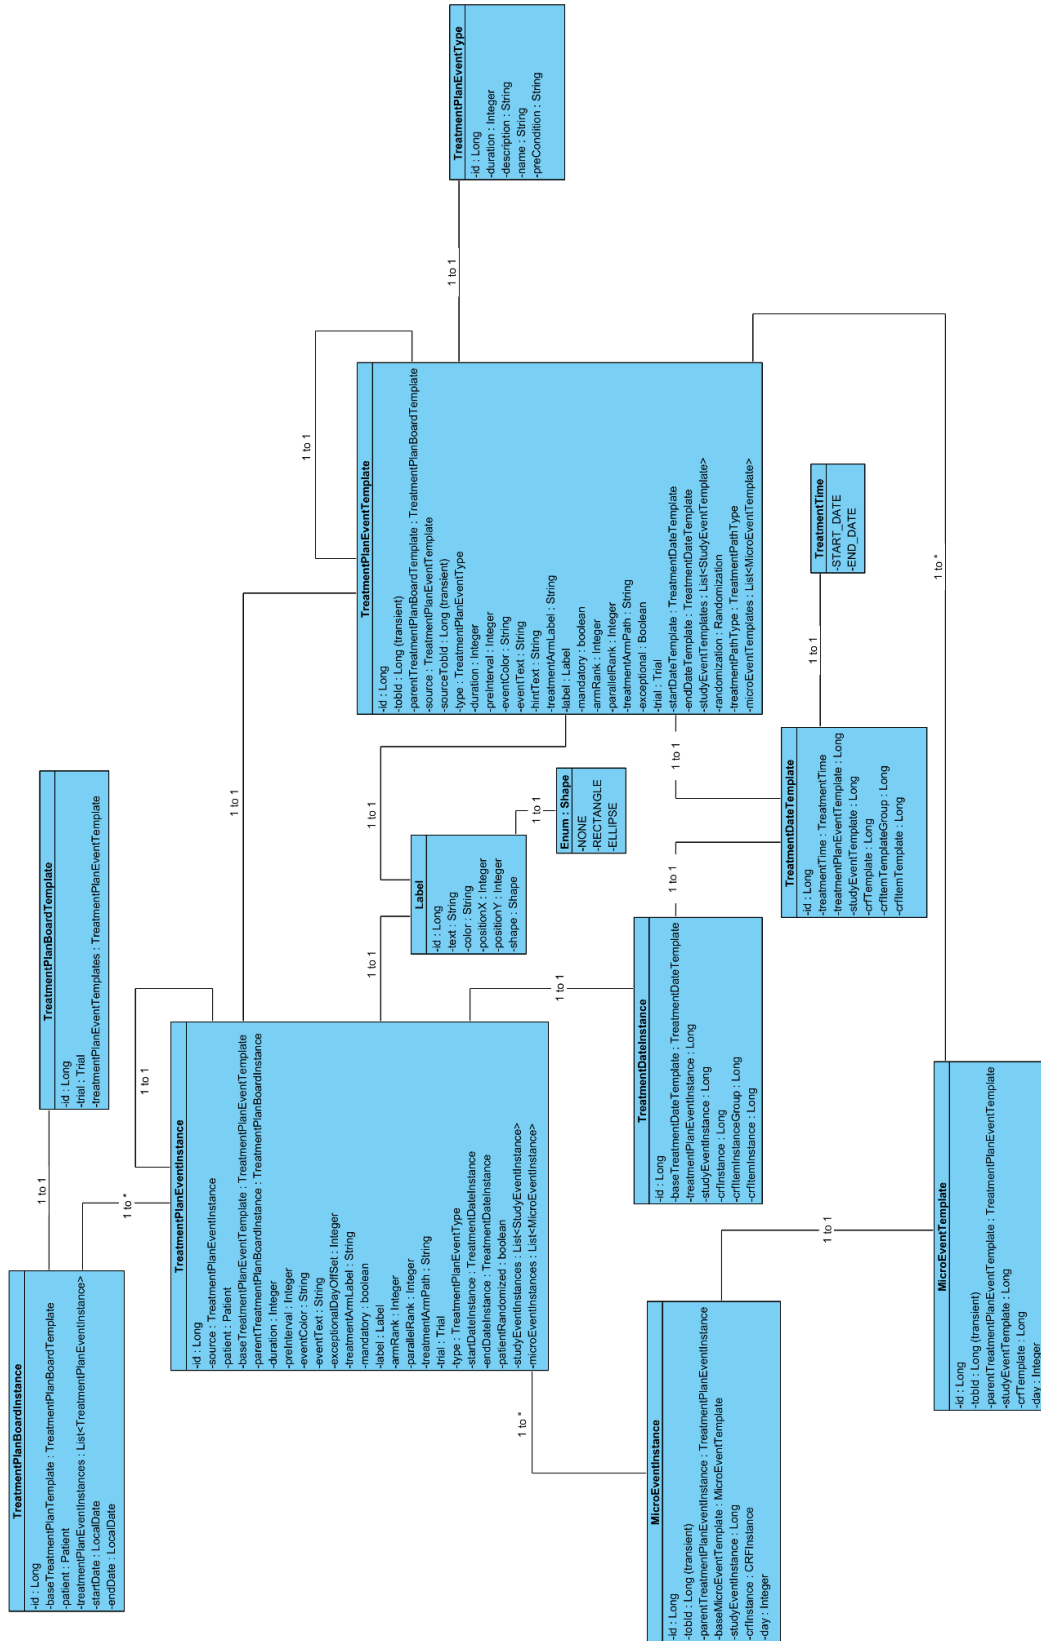 TreatmentPlanBoardInstance
-id : Long
-baseTreatmentPlanTemplate : TreatmentPlanBoardTemplate
-patient : Patient
-treatmentPlanEventInstances : List<TreatmentPlanEventInstance>
-startDate : LocalDate
-endDate : LocalDate
1 to 1
TreatmentPlanBoardTemplate
-id : Long
-trial : Trial
-treatmentPlanEventTemplates : TreatmentPlanEventTemplate
1 to *
1 to 1
TreatmentPlanEventInstance
-id : Long
-source : TreatmentPlanEventInstance
-patient : Patient
-baseTreatmentPlanEventTemplate : TreatmentPlanEventTemplate
-parentTreatmentPlanBoardInstance : TreatmentPlanBoardInstance
-duration : Integer
-preInterval : Integer
-eventColor : String
-eventText : String
-exceptionalDayOffSet : Integer
-treatmentArmLabel : String
-mandatory : boolean
-label : Label
-armRank : Integer
-parallelRank : Integer
-treatmentArmPath : String
-trial : Trial
-type : TreatmentPlanEventType
-startDateInstance : TreatmentDateInstance
-endDateInstance : TreatmentDateInstance
-patientRandomized : boolean
-studyEventInstances : List<StudyEventInstance>
-microEventInstances : List<MicroEventInstance>
1 to 1
1 to 1
1 to 1
TreatmentPlanEventTemplate
-id : Long
-tobId : Long (transient)
-parentTreatmentPlanBoardTemplate : TreatmentPlanBoardTemplate
-source : TreatmentPlanEventTemplate
-sourceTobId : Long (transient)
-type : TreatmentPlanEventType
-duration : Integer
-preInterval : Integer
-eventColor : String
-eventText : String
-hintText : String
-treatmentArmLabel : String
-label : Label
-mandatory : boolean
-armRank : Integer
-parallelRank : Integer
-treatmentArmPath : String
-exceptional : Boolean
-trial : Trial
-startDateTemplate : TreatmentDateTemplate
-endDateTemplate : TreatmentDateTemplate
-studyEventTemplates : List<StudyEventTemplate>
-randomization : Randomization
-treatmentPathType : TreatmentPathType
-microEventTemplates : List<MicroEventTemplate>
1 to 1
1 to 1
TreatmentPlanEventType
-id : Long
-duration : Integer
-description : String
-name : String
-preCondition : String
Label
-id : Long
-text : String
-color : String
-positionX : Integer
-positionY : Integer
-shape : Shape
1 to 1
Enum : Shape
-NONE
-RECTANGLE
-ELLIPSE
1 to 1
TreatmentDateInstance
-id : Long
-baseTreatmentDateTemplate : TreatmentDateTemplate
-treatmentPlanEventInstance : Long
-studyEventInstance : Long
-crfInstance : Long
-crfItemInstanceGroup : Long
-crfItemInstance : Long
1 to 1
1 to 1
TreatmentDateTemplate
-id : Long
-treatmentTime : TreatmentTime
-treatmentPlanEventTemplate : Long
-studyEventTemplate : Long
-crfTemplate : Long
-crfItemTemplateGroup : Long
-crfItemTemplate : Long
1 to 1
TreatmentTime
-START_DATE
-END_DATE
1 to *
1 to *
MicroEventInstance
-id : Long
-tobId : Long (transient)
-parentTreatmentPlanEventInstance : TreatmentPlanEventInstance
-baseMicroEventTemplate : MicroEventTemplate
-studyEventInstance : Long
-crfInstance : CRFInstance
-day : Integer
1 to 1
MicroEventTemplate
-id : Long
-tobId : Long (transient)
-parentTreatmentPlanEventTemplate : TreatmentPlanEventTemplate
-studyEventTemplate : Long
-crfTemplate : Long
-day : Integer